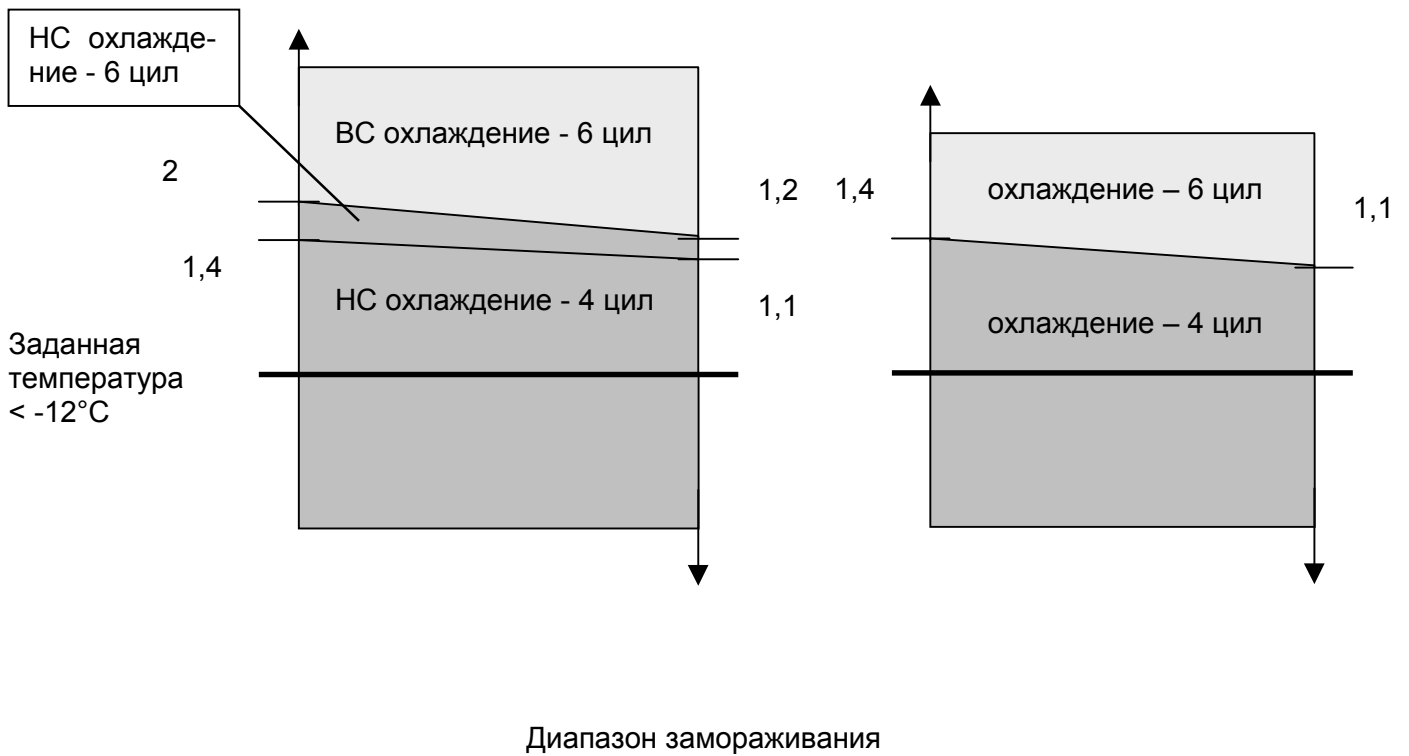 НС охлажде-
ние - 6 цил
ВС охлаждение - 6 цил
2
1,4
НС охлаждение - 4 цил
1,2
1,1
Заданная
температура
< -12°C
1,4
охлаждение – 6 цил
1,1
охлаждение – 4 цил
Диапазон замораживания